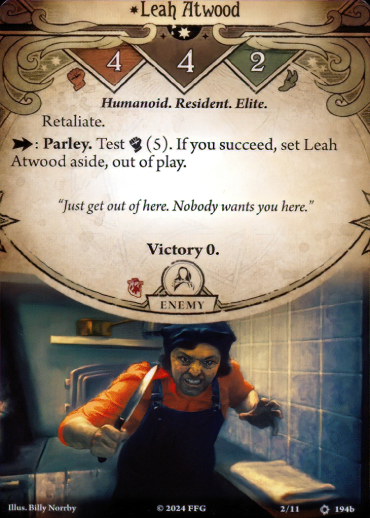 Leah Atwood
4 4 2
Humanoid. Resident. Elite.
Retaliate.
: Parley. Test (5). If you succeed, set Leah
Atwood aside, out of play.
“Just get out of here. Nobody wants you here.”
Victory 0.
ENEMY
Illus. Billy Norrby © 2024 FFG 2/11 194b